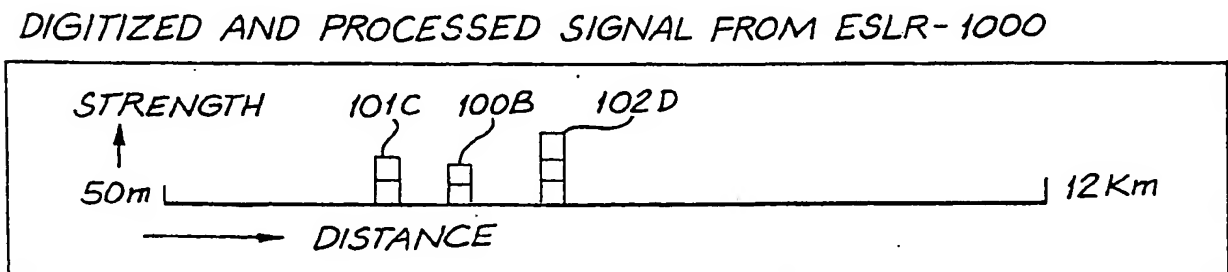 DIGITIZED AND PROCESSED SIGNAL FROM ESLR-1000
STRENGTH 101C 100B 102D
50m 12Km
DISTANCE